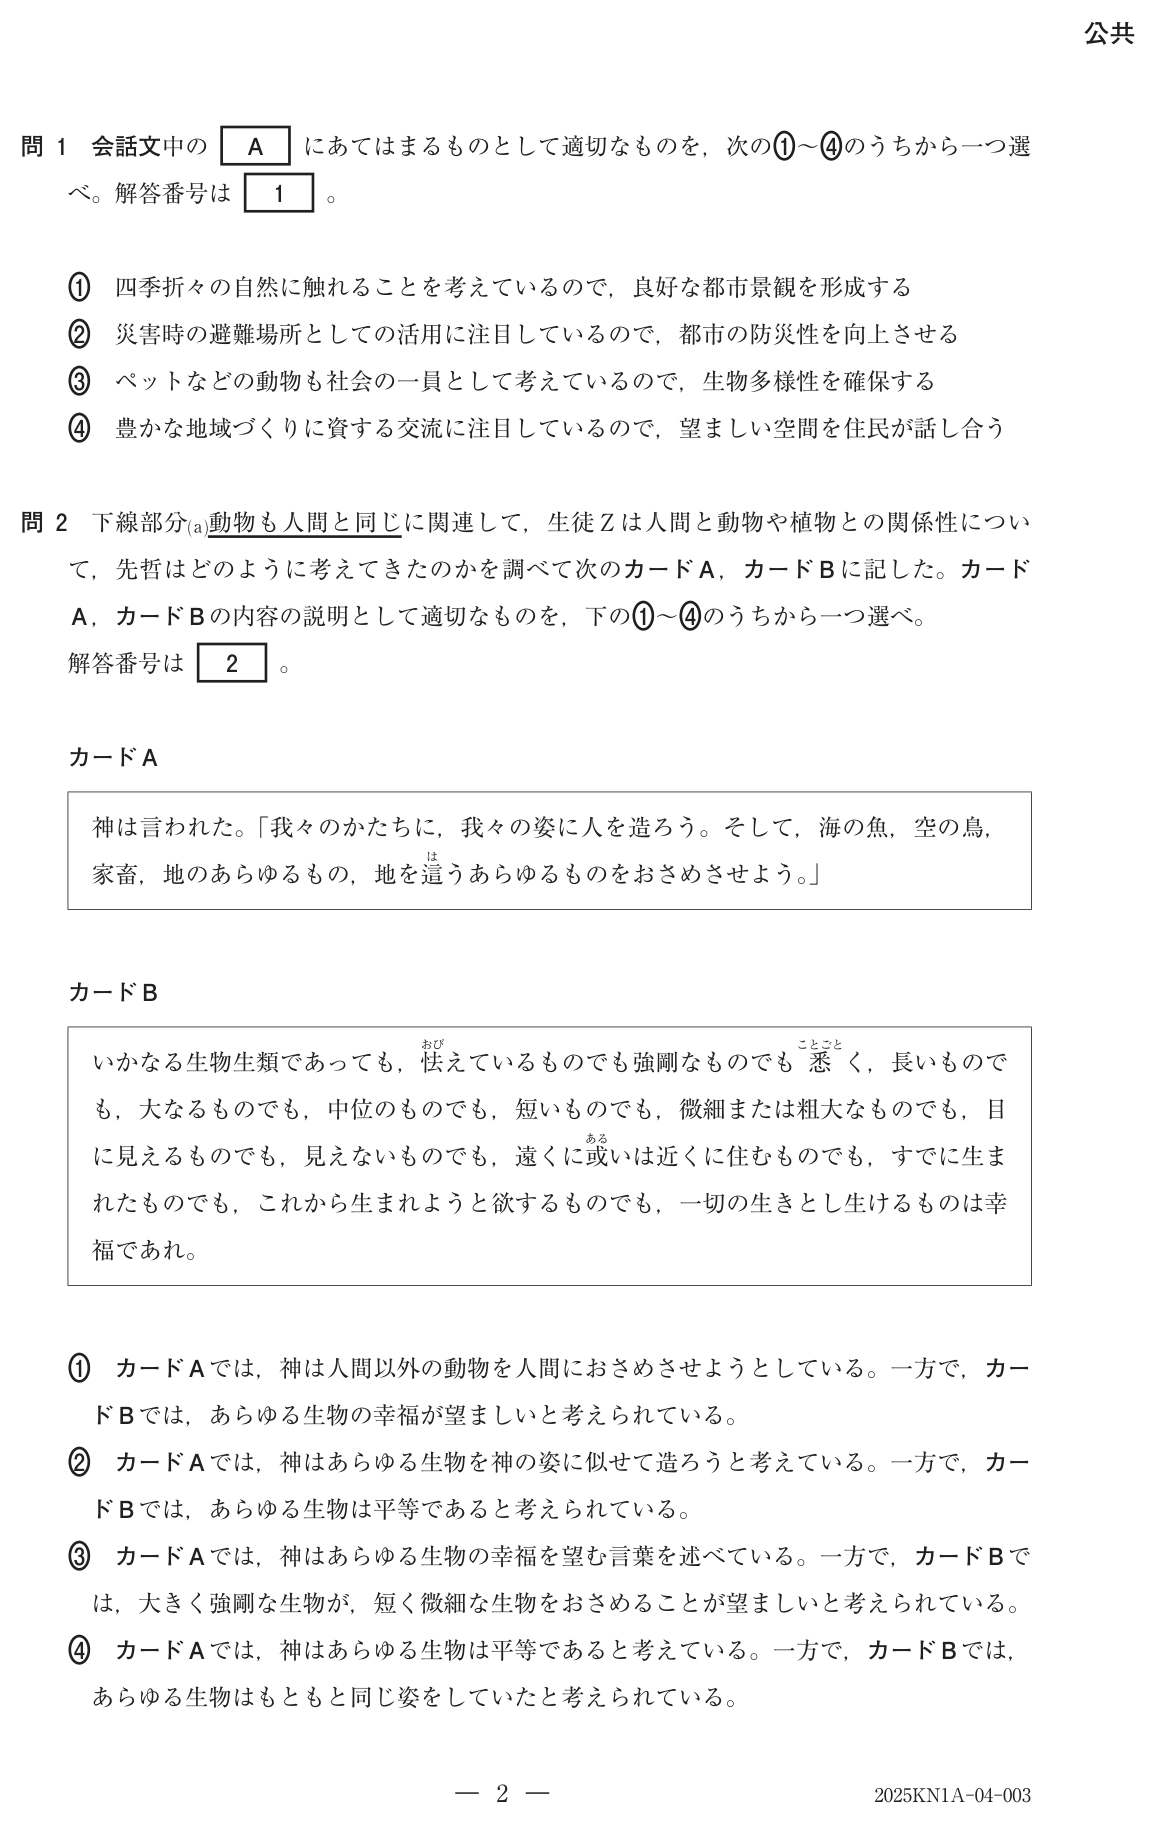 公共
問 1 会話文中の A にあてはまるものとして適切なものを，次の①～④のうちから一つ選
べ。解答番号は 1 。
① 四季折々の自然に触れることを考えているので，良好な都市景観を形成する
② 災害時の避難場所としての活用に注目しているので，都市の防災性を向上させる
③ ペットなどの動物も社会の一員として考えているので，生物多様性を確保する
④ 豊かな地域づくりに資する交流に注目しているので，望ましい空間を住民が話し合う
問 2 下線部分(a)動物も人間と同じに関連して，生徒Ｚは人間と動物や植物との関係性につい
て，先哲はどのように考えてきたのかを調べて次のカードＡ，カードＢに記した。カード
Ａ，カードＢの内容の説明として適切なものを，下の①～④のうちから一つ選べ。
解答番号は 2 。
カードＡ
神は言われた。「我々のかたちに，我々の姿に人を造ろう。そして，海の魚，空の鳥，
は
家畜，地のあらゆるもの，地を這うあらゆるものをおさめさせよう。」
カードＢ
おび ことごと
いかなる生物生類であっても，怯えているものでも強剛なものでも悉く，長いもので
も，大なるものでも，中位のものでも，短いものでも，微細または粗大なものでも，目
ある
に見えるものでも，見えないものでも，遠くに或いは近くに住むものでも，すでに生ま
れたものでも，これから生まれようと欲するものでも，一切の生きとし生けるものは幸
福であれ。
① カードＡでは，神は人間以外の動物を人間におさめさせようとしている。一方で，カー
ドＢでは，あらゆる生物の幸福が望ましいと考えられている。
② カードＡでは，神はあらゆる生物を神の姿に似せて造ろうと考えている。一方で，カー
ドＢでは，あらゆる生物は平等であると考えられている。
③ カードＡでは，神はあらゆる生物の幸福を望む言葉を述べている。一方で，カードＢで
は，大きく強剛な生物が，短く微細な生物をおさめることが望ましいと考えられている。
④ カードＡでは，神はあらゆる生物は平等であると考えている。一方で，カードＢでは，
あらゆる生物はもともと同じ姿をしていたと考えられている。
― 2 ―
2025KN1A-04-003